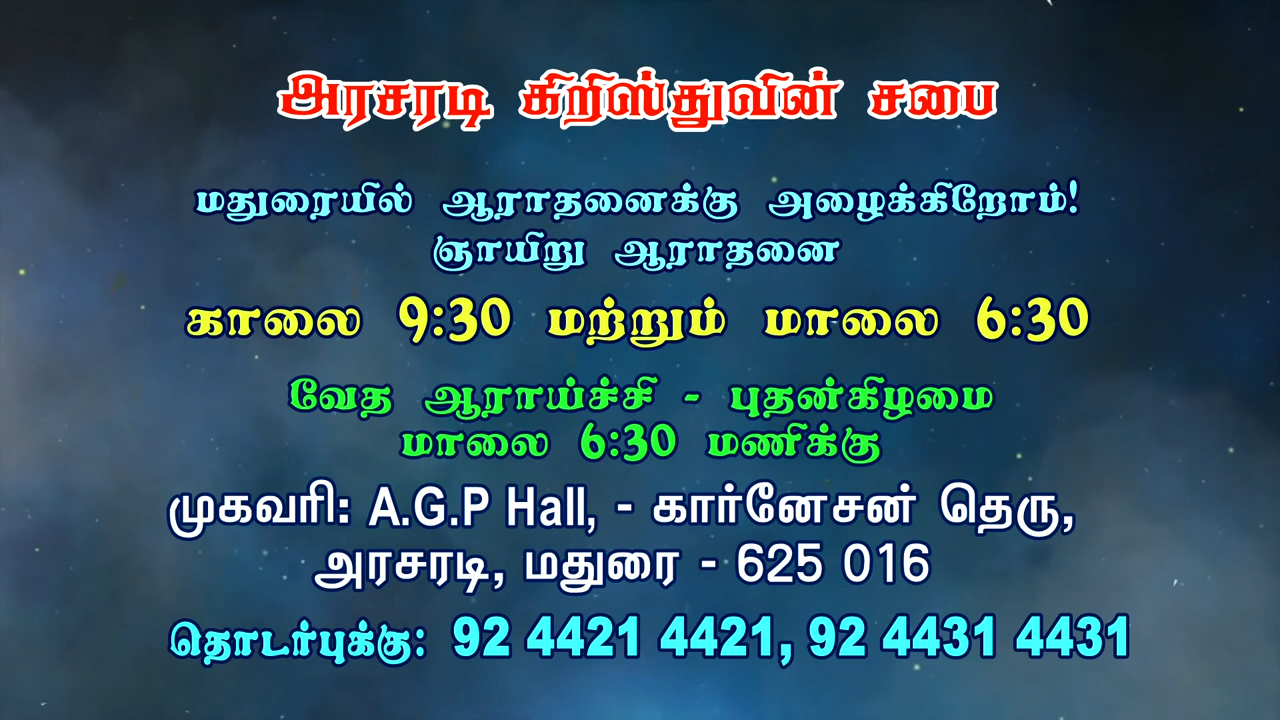 அரசரடி கிறிஸ்துவின் சபை
மதுரையில் ஆராதனைக்கு அழைக்கிறோம்!
ஞாயிறு ஆராதனை
காலை 9:30 மற்றும் மாலை 6:30
வேத ஆராய்ச்சி - புதன்கிழமை
மாலை 6:30 மணிக்கு
முகவரி: A.G.P Hall, - கார்னேசன் தெரு,
அரசரடி, மதுரை - 625 016
தொடர்புக்கு: 92 4421 4421, 92 4431 4431